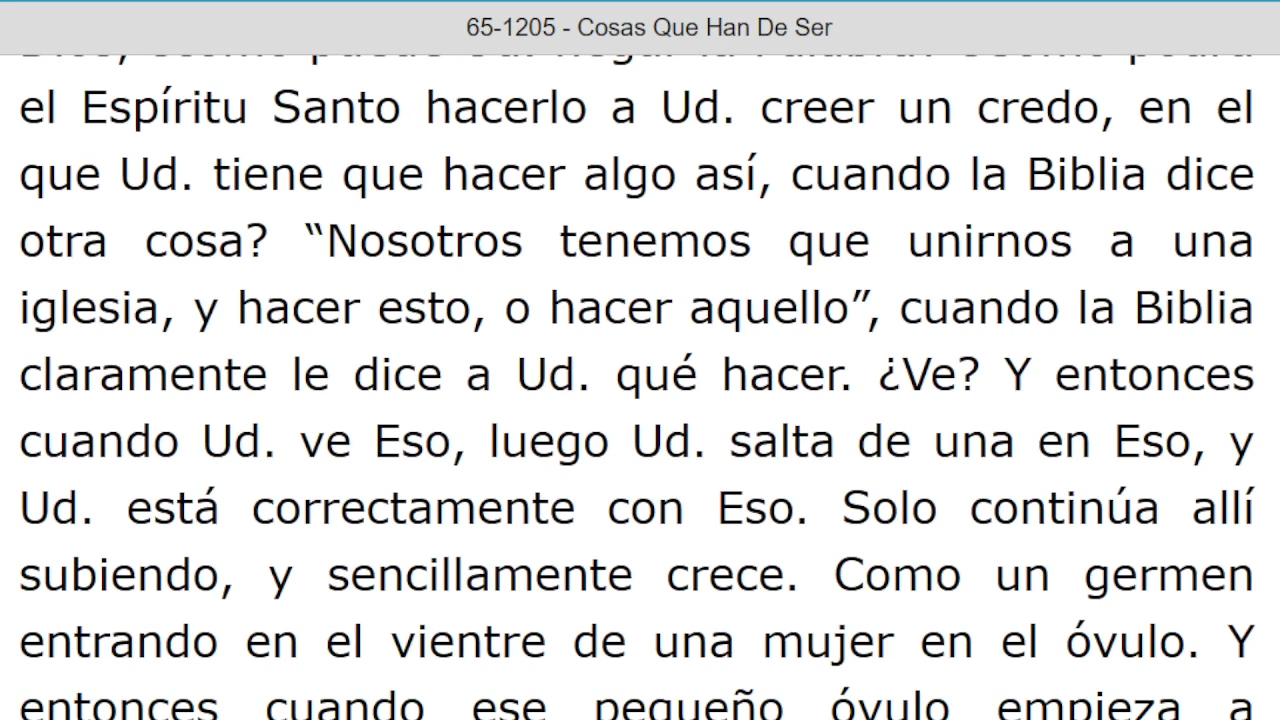 65-1205 - Cosas Que Han De Ser
el Espíritu Santo hacerlo a Ud. creer un credo, en el
que Ud. tiene que hacer algo así, cuando la Biblia dice
otra cosa? “Nosotros tenemos que unirnos a una
iglesia, y hacer esto, o hacer aquello”, cuando la Biblia
claramente le dice a Ud. qué hacer. ¿Ve? Y entonces
cuando Ud. ve Eso, luego Ud. salta de una en Eso, y
Ud. está correctamente con Eso. Solo continúa allí
subiendo, y sencillamente crece. Como un germen
entrando en el vientre de una mujer en el óvulo. Y
entonces cuando ese pequeño óvulo empieza a